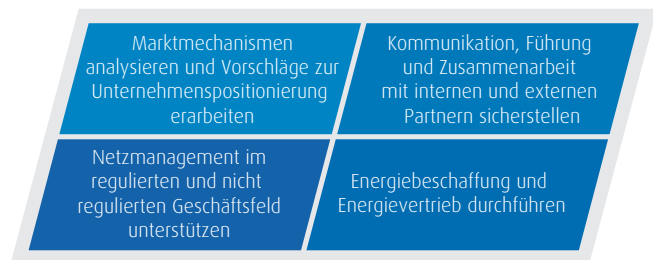 Marktmechanismen
analysieren und Vorschläge zur
Unternehmenspositionierung
erarbeiten
Kommunikation, Führung
und Zusammenarbeit
mit internen und externen
Partnern sicherstellen
Netzmanagement im
regulierten und nicht
regulierten Geschäftsfeld
unterstützen
Energiebeschaffung und
Energievertrieb durchführen